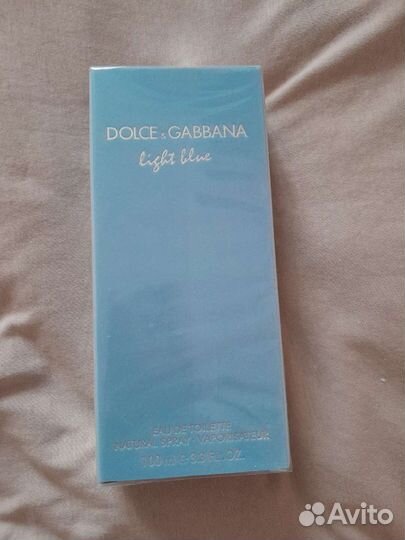 DOLCE & GABBANA
light blue
EAU DE TOILETTE
NATURAL SPRAY - VAPORISATEUR
100 ml e 3.3 FL.OZ.
Avito